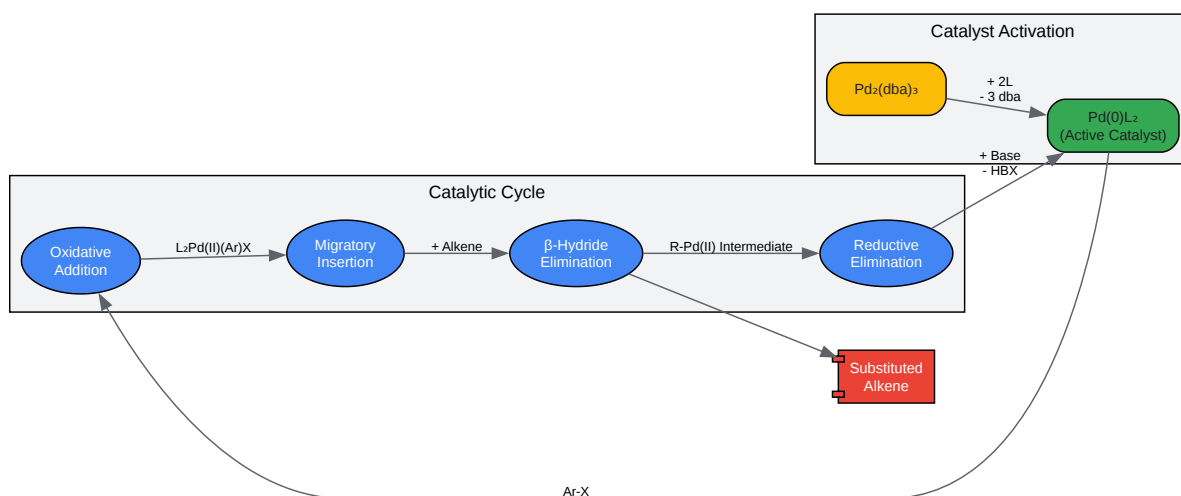 Catalyst Activation
Pd₂(dba)₃
+ 2L
- 3 dba
Pd(0)L₂
(Active Catalyst)
+ Base
- HBX
Catalytic Cycle
Oxidative
Addition
L₂Pd(II)(Ar)X
Migratory
Insertion
+ Alkene
β-Hydride
Elimination
R-Pd(II) Intermediate
Reductive
Elimination
Substituted
Alkene
Ar-X